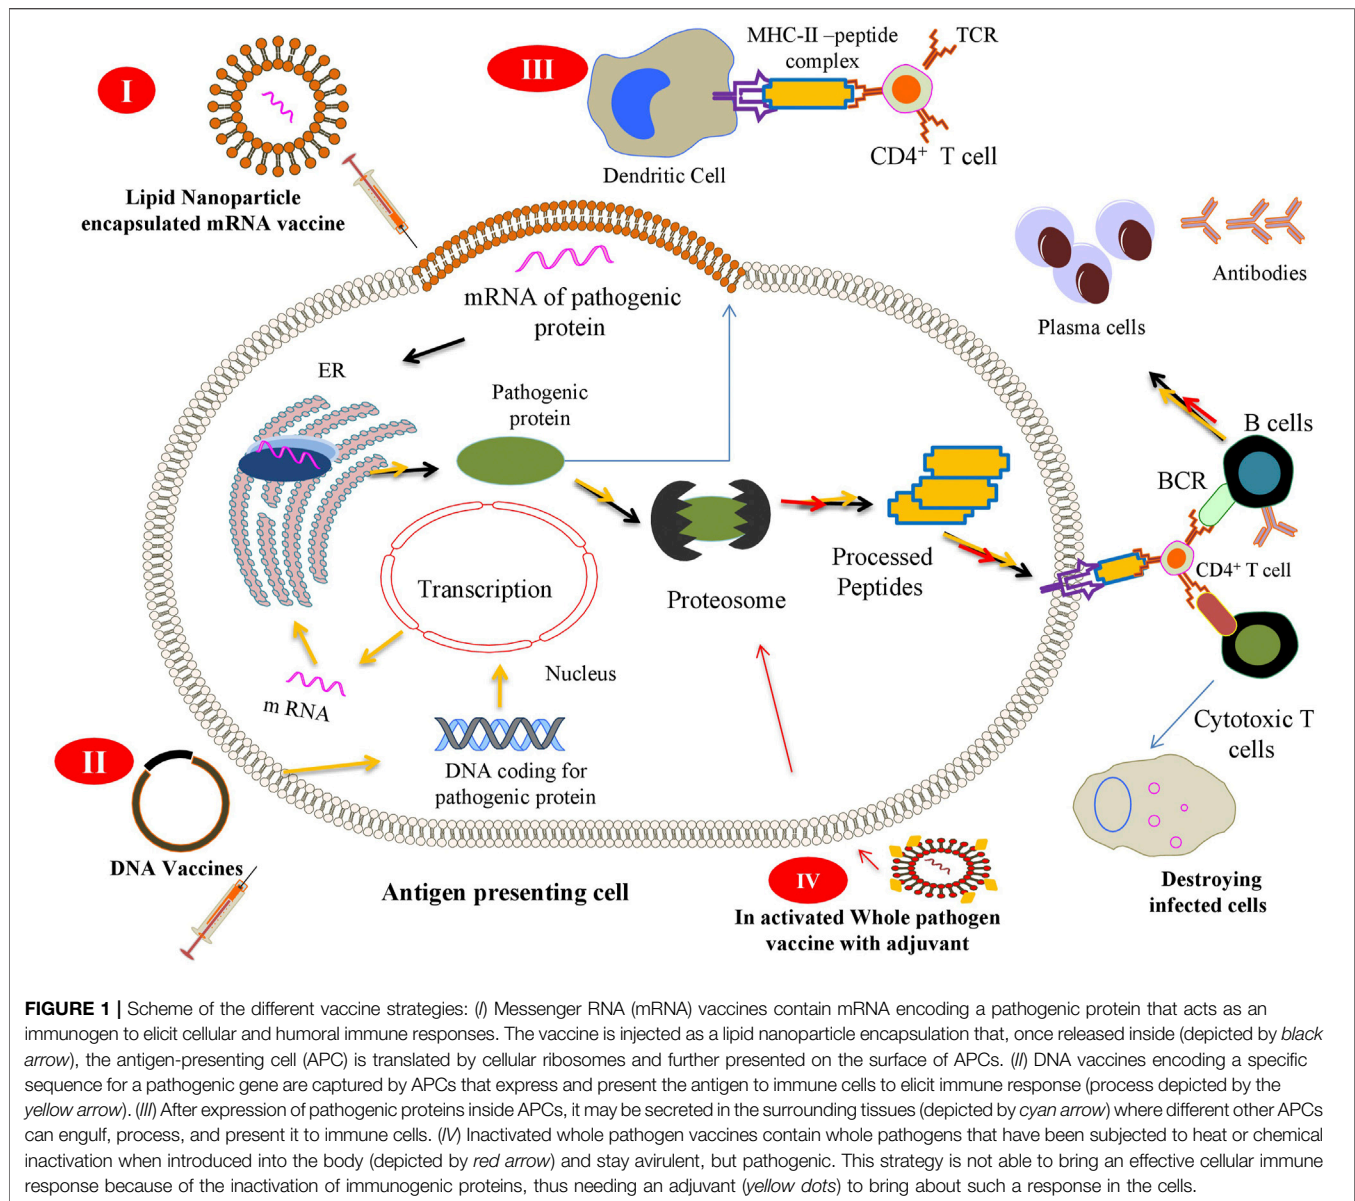 I
Lipid Nanoparticle
encapsulated mRNA vaccine
III
MHC-II –peptide
complex
TCR
Dendritic Cell
CD4+ T cell
Antibodies
Plasma cells
mRNA of pathogenic
protein
ER
Pathogenic
protein
B cells
BCR
Transcription
Proteosome
Processed
Peptides
CD4+ T cell
Nucleus
m RNA
Cytotoxic T
cells
II
DNA coding for
pathogenic protein
DNA Vaccines
Antigen presenting cell
IV
In activated Whole pathogen
vaccine with adjuvant
Destroying
infected cells
FIGURE 1 | Scheme of the different vaccine strategies: (I) Messenger RNA (mRNA) vaccines contain mRNA encoding a pathogenic protein that acts as an
immunogen to elicit cellular and humoral immune responses. The vaccine is injected as a lipid nanoparticle encapsulation that, once released inside (depicted by black
arrow), the antigen-presenting cell (APC) is translated by cellular ribosomes and further presented on the surface of APCs. (II) DNA vaccines encoding a specific
sequence for a pathogenic gene are captured by APCs that express and present the antigen to immune cells to elicit immune response (process depicted by the
yellow arrow). (III) After expression of pathogenic proteins inside APCs, it may be secreted in the surrounding tissues (depicted by cyan arrow) where different other APCs
can engulf, process, and present it to immune cells. (IV) Inactivated whole pathogen vaccines contain whole pathogens that have been subjected to heat or chemical
inactivation when introduced into the body (depicted by red arrow) and stay avirulent, but pathogenic. This strategy is not able to bring an effective cellular immune
response because of the inactivation of immunogenic proteins, thus needing an adjuvant (yellow dots) to bring about such a response in the cells.